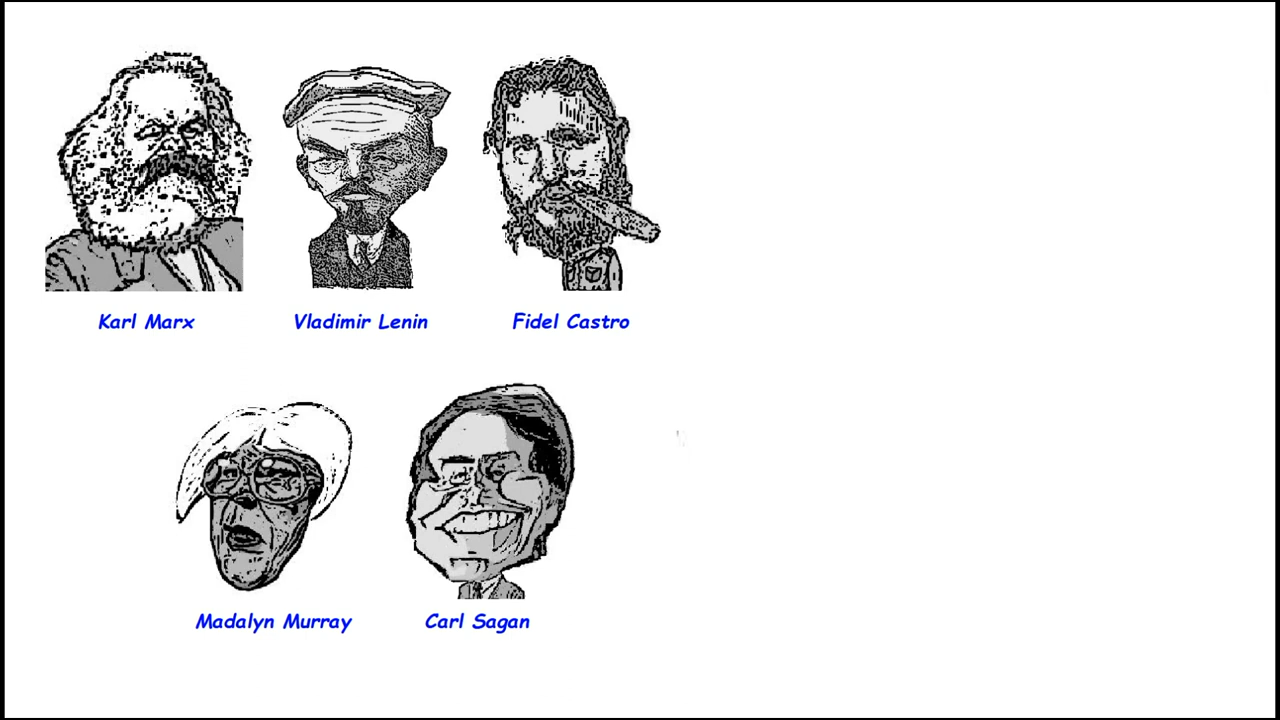 Karl Marx
Vladimir Lenin
Fidel Castro
Madalyn Murray
Carl Sagan